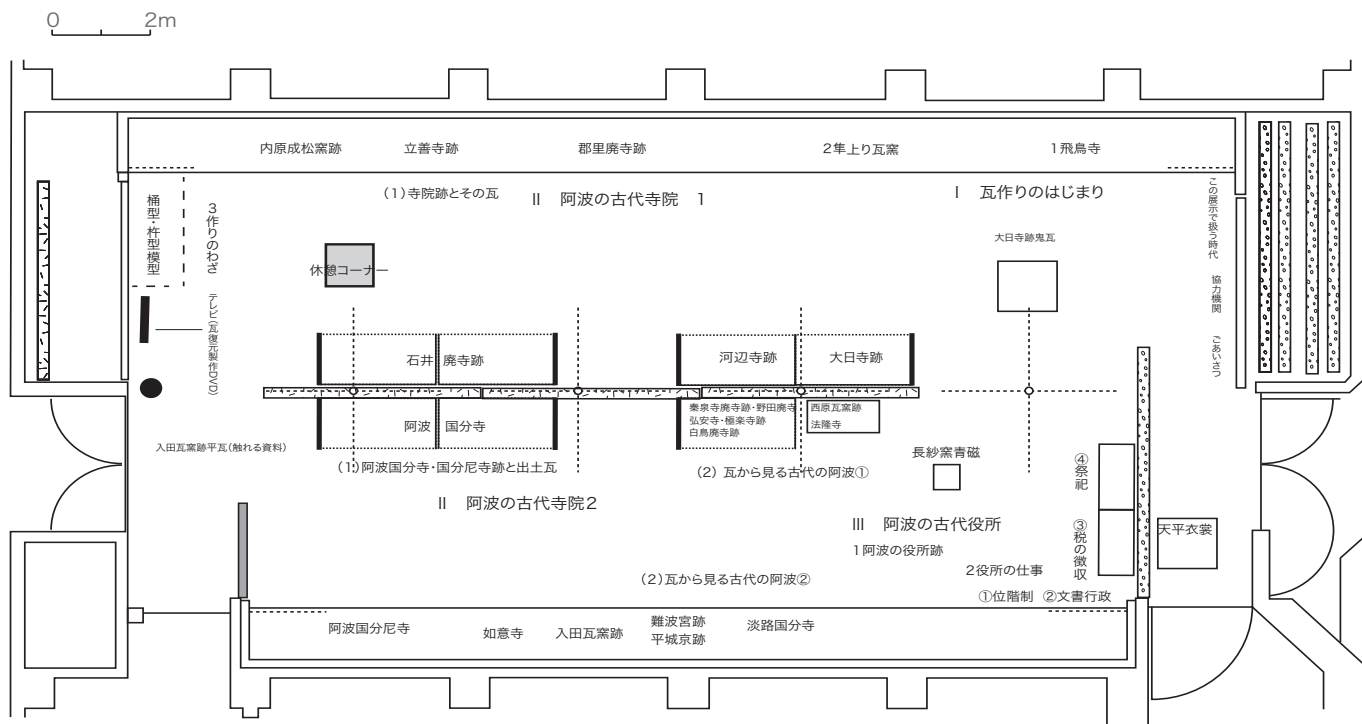 0 2m
内原成松窯跡
立善寺跡
郡里廃寺跡
2隼上り瓦窯
1飛鳥寺
(1)寺院跡とその瓦
II 阿波の古代寺院 1
I 瓦作りのはじまり
桶型・杵型模型
3作りのわざ
この展示で扱う時代
協力機関
ごあいさつ
大日寺跡鬼瓦
休憩コーナー
テレビ(瓦復元製作DVD)
石井 廃寺跡
河辺寺跡
大日寺跡
阿波 国分寺
秦泉寺廃寺跡・野田廃寺
弘安寺・極楽寺跡
白鳥廃寺跡
西原瓦窯跡
法隆寺
入田瓦窯跡平瓦(触れる資料)
(1)阿波国分寺・国分尼寺跡と出土瓦
(2) 瓦から見る古代の阿波①
長紗窯青磁
④祭祀
II 阿波の古代寺院2
III 阿波の古代役所
③税の徴収
天平衣裳
1阿波の役所跡
2役所の仕事
(2)瓦から見る古代の阿波②
①位階制 ②文書行政
阿波国分尼寺
如意寺
入田瓦窯跡
難波宮跡
平城京跡
淡路国分寺